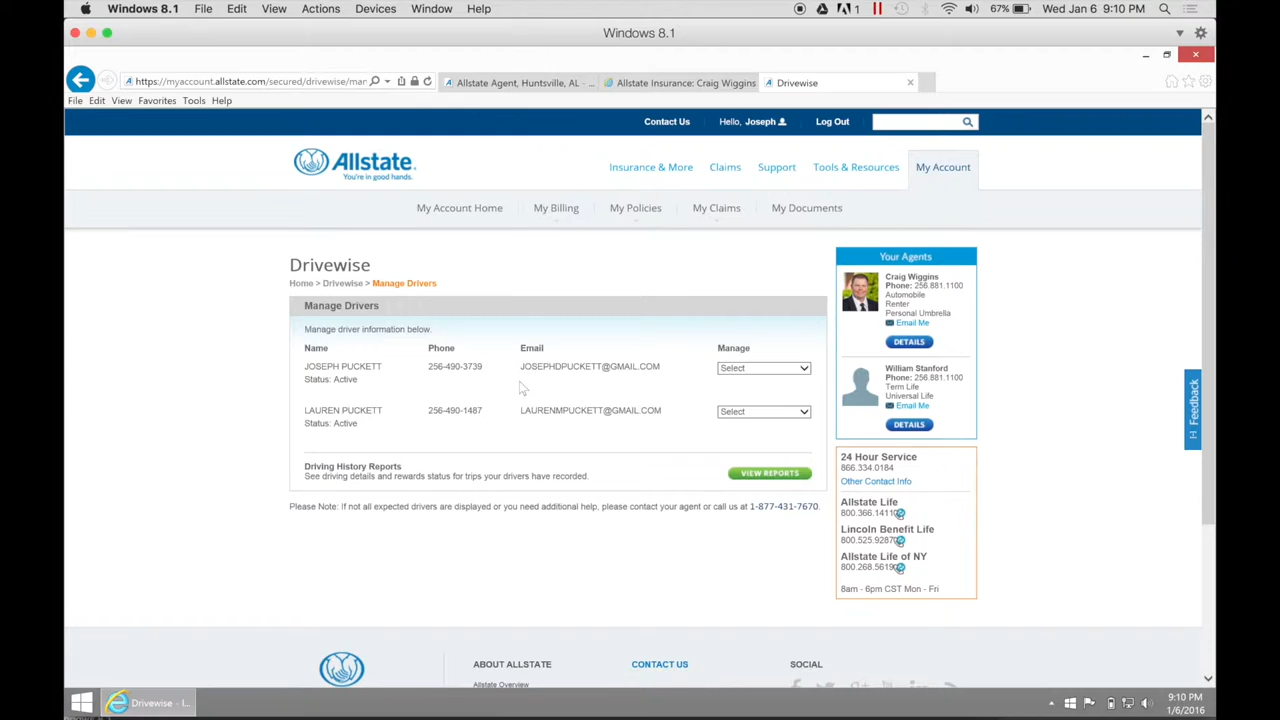 Windows 8.1 File Edit View Actions Devices Window Help 1 67% Wed Jan 6 9:10 PM
Windows 8.1
https://myaccount.allstate.com/secured/drivewise/mar Allstate Agent, Huntsville, AL - ... Allstate Insurance: Craig Wiggins Drivewise
File Edit View Favorites Tools Help
Contact Us Hello, Joseph Log Out
Allstate.
You're in good hands.
Insurance & More Claims Support Tools & Resources My Account
My Account Home My Billing My Policies My Claims My Documents
Drivewise
Home > Drivewise > Manage Drivers
Manage Drivers
Manage driver information below.
Name Phone Email Manage
JOSEPH PUCKETT 256-490-3739 JOSEPHDPUCKETT@GMAIL.COM Select
Status: Active
LAUREN PUCKETT 256-490-1487 LAURENMPUCKETT@GMAIL.COM Select
Status: Active
Driving History Reports
See driving details and rewards status for trips your drivers have recorded.
VIEW REPORTS
Please Note: If not all expected drivers are displayed or you need additional help, please contact your agent or call us at 1-877-431-7670.
Your Agents
Craig Wiggins
Phone: 256.881.1100
Automobile
Renter
Personal Umbrella
Email Me
DETAILS
William Stanford
Phone: 256.881.1100
Term Life
Universal Life
Email Me
DETAILS
24 Hour Service
866.334.0184
Other Contact Info
Allstate Life
800.366.1411
Lincoln Benefit Life
800.525.9287
Allstate Life of NY
800.268.5619
8am - 6pm CST Mon - Fri
Feedback
ABOUT ALLSTATE CONTACT US SOCIAL
Allstate Overview
Drivewise - I...
9:10 PM
1/6/2016